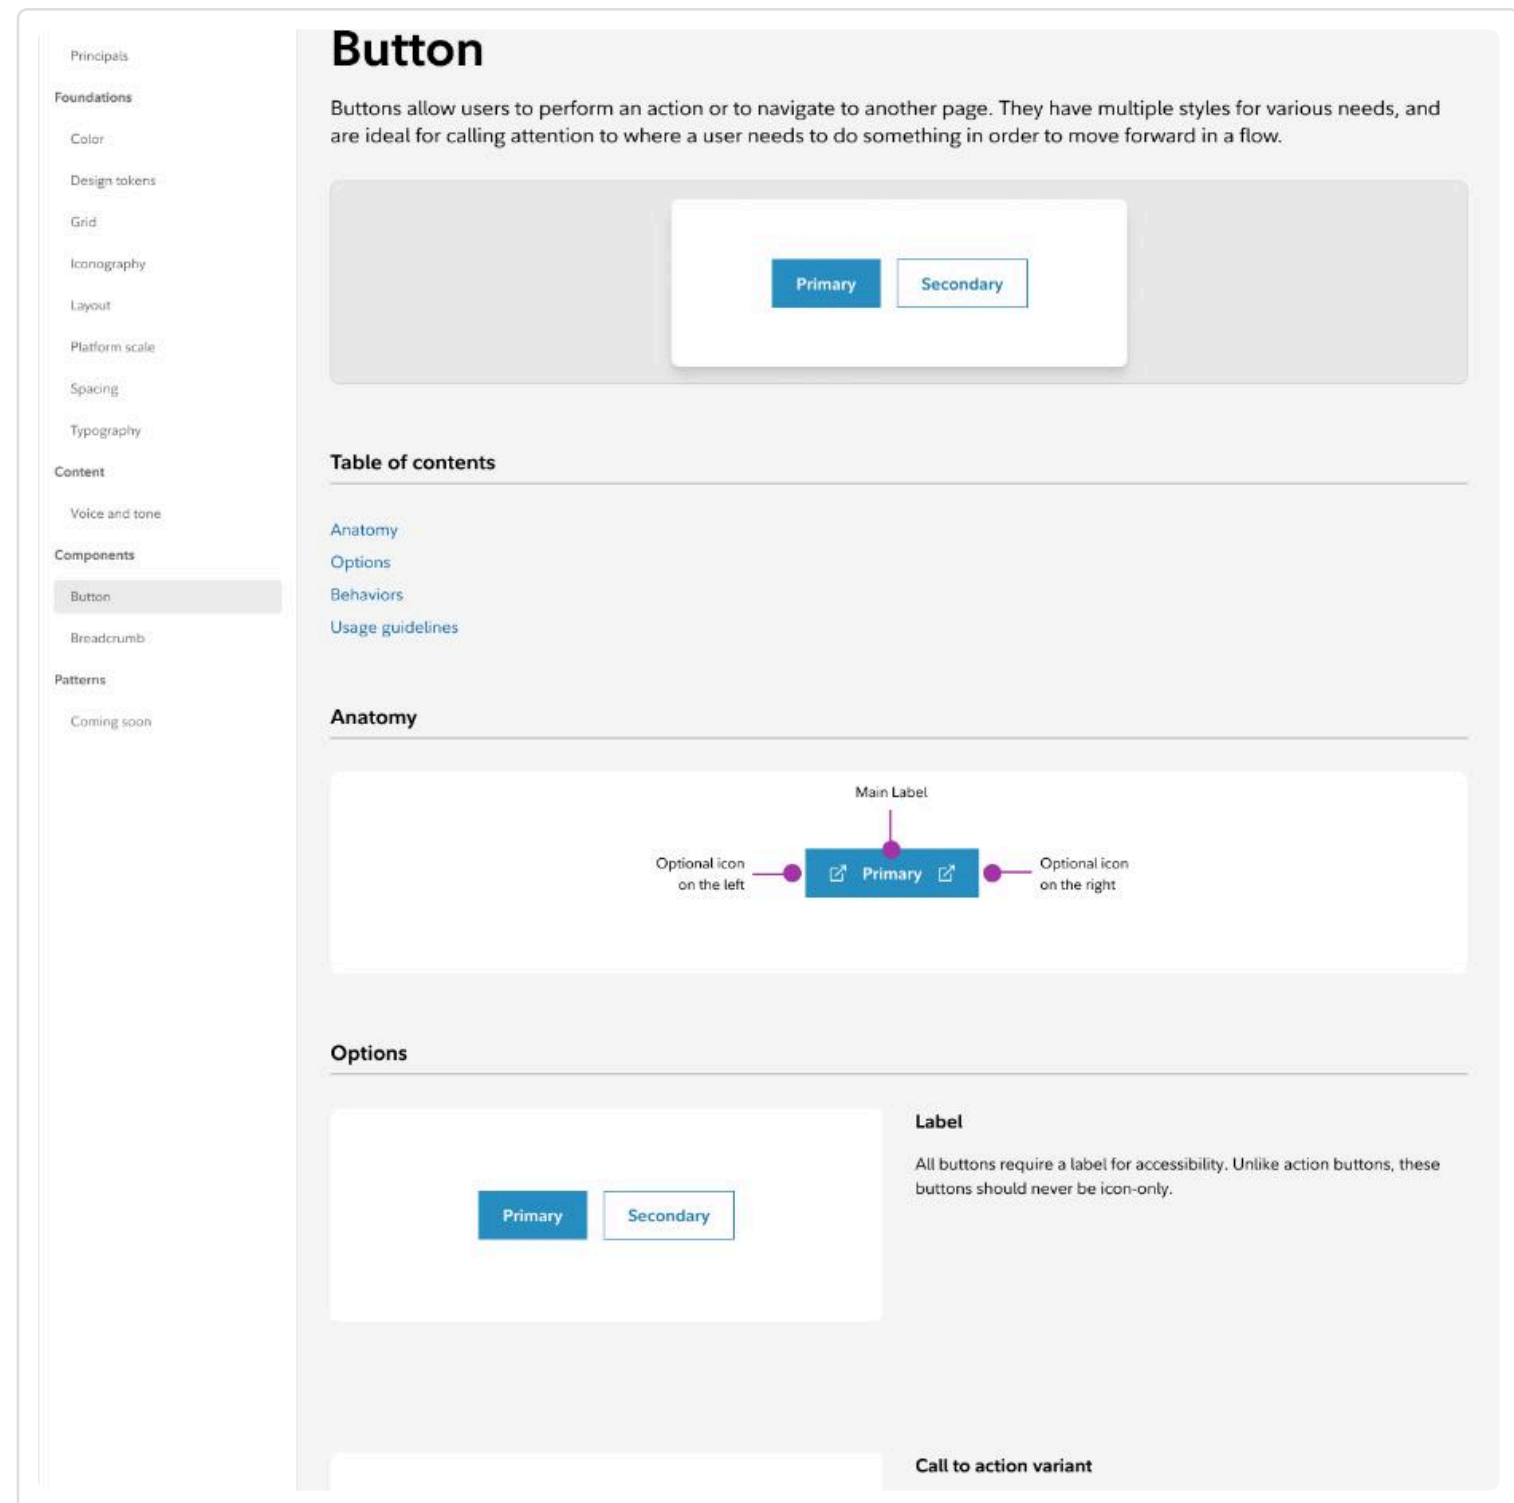 Principals
Foundations
Color
Design tokens
Grid
Iconography
Layout
Platform scale
Spacing
Typography
Content
Voice and tone
Components
Button
Breadcrumb
Patterns
Coming soon
Button
Buttons allow users to perform an action or to navigate to another page. They have multiple styles for various needs, and
are ideal for calling attention to where a user needs to do something in order to move forward in a flow.
Primary
Secondary
Table of contents
Anatomy
Options
Behaviors
Usage guidelines
Anatomy
Main Label
Optional icon
on the left
Primary
Optional icon
on the right
Options
Primary
Secondary
Label
All buttons require a label for accessibility. Unlike action buttons, these
buttons should never be icon-only.
Call to action variant